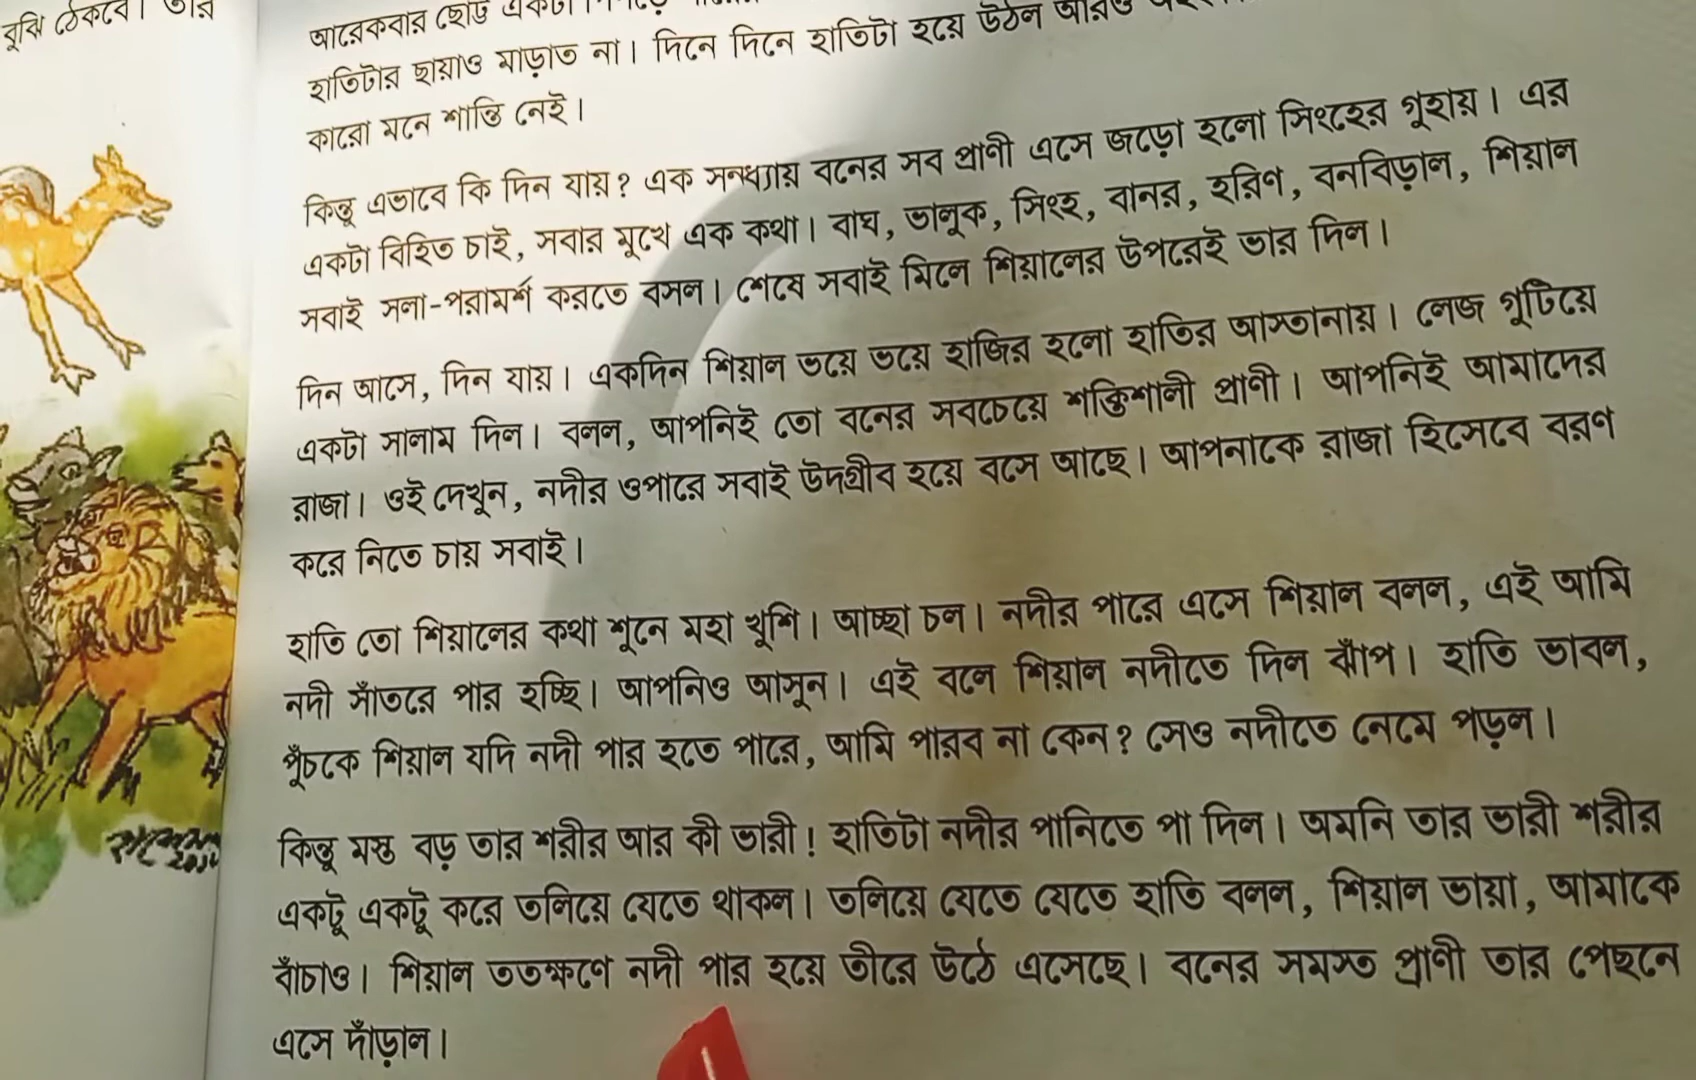 বুঝি ঠেকবে। তার
আরেকবার ছোট্ট একটা
হাতিটার ছায়াও মাড়াত না। দিনে দিনে হাতিটা হয়ে উঠল আরও
কারো মনে শান্তি নেই।
কিন্তু এভাবে কি দিন যায়? এক সন্ধ্যায় বনের সব প্রাণী এসে জড়ো হলো সিংহের গুহায়। এর
একটা বিহিত চাই, সবার মুখে এক কথা। বাঘ, ভালুক, সিংহ, বানর, হরিণ, বনবিড়াল, শিয়াল
সবাই সলা-পরামর্শ করতে বসল। শেষে সবাই মিলে শিয়ালের উপরেই ভার দিল।
দিন আসে, দিন যায়। একদিন শিয়াল ভয়ে ভয়ে হাজির হলো হাতির আস্তানায়। লেজ গুটিয়ে
একটা সালাম দিল। বলল, আপনিই তো বনের সবচেয়ে শক্তিশালী প্রাণী। আপনিই আমাদের
রাজা। ওই দেখুন, নদীর ওপারে সবাই উদগ্রীব হয়ে বসে আছে। আপনাকে রাজা হিসেবে বরণ
করে নিতে চায় সবাই।
হাতি তো শিয়ালের কথা শুনে মহা খুশি। আচ্ছা চল। নদীর পারে এসে শিয়াল বলল, এই আমি
নদী সাঁতরে পার হচ্ছি। আপনিও আসুন। এই বলে শিয়াল নদীতে দিল ঝাঁপ। হাতি ভাবল,
পুঁচকে শিয়াল যদি নদী পার হতে পারে, আমি পারব না কেন? সেও নদীতে নেমে পড়ল।
কিন্তু মস্ত বড় তার শরীর আর কী ভারী! হাতিটা নদীর পানিতে পা দিল। অমনি তার ভারী শরীর
একটু একটু করে তলিয়ে যেতে থাকল। তলিয়ে যেতে যেতে হাতি বলল, শিয়াল ভায়া, আমাকে
বাঁচাও। শিয়াল ততক্ষণে নদী পার হয়ে তীরে উঠে এসেছে। বনের সমস্ত প্রাণী তার পেছনে
এসে দাঁড়াল।